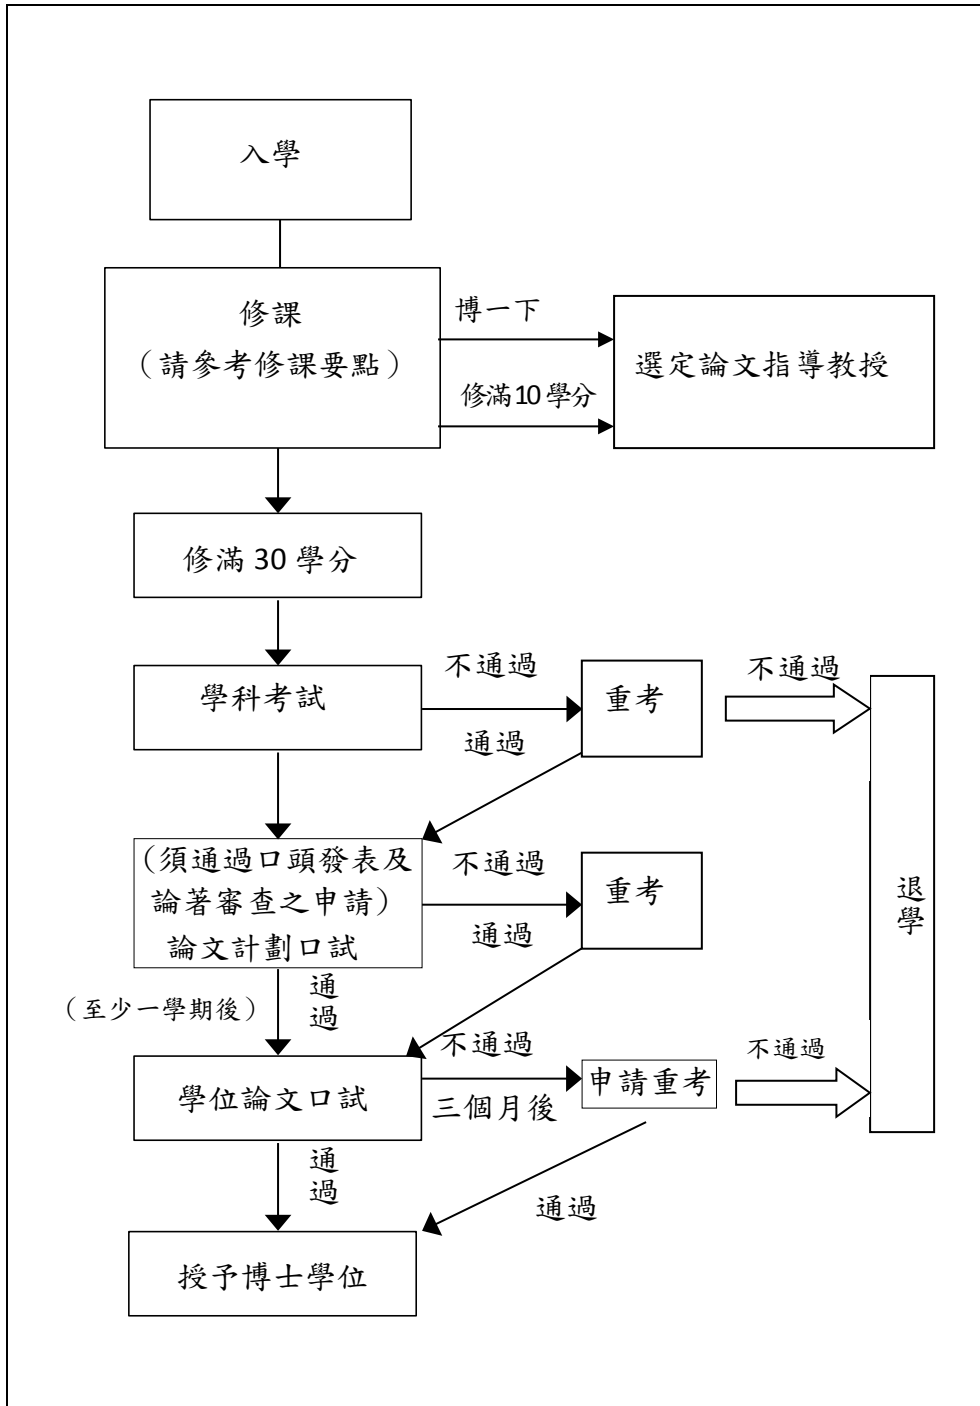 入學
修課
（請參考修課要點）
博一下
修滿10學分
選定論文指導教授
修滿 30 學分
學科考試
不通過
通過
重考
不通過
(須通過口頭發表及
論著審查之申請)
論文計劃口試
不通過
通過
重考
退學
（至少一學期後）
通過
學位論文口試
不通過
三個月後
申請重考
不通過
通過
通過
授予博士學位